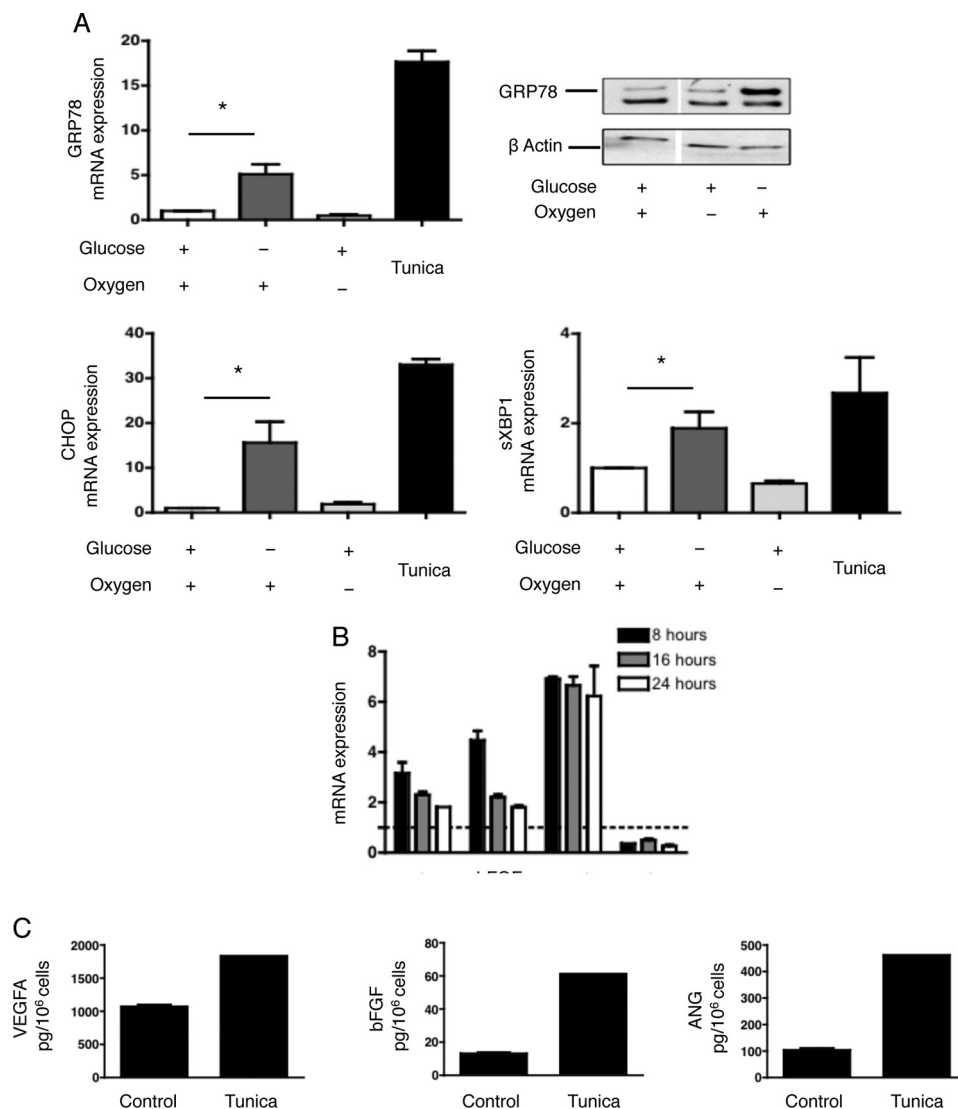 A
GRP78
mRNA expression
20
15
10
5
0
*
Glucose + – +
Oxygen + + –
Tunica
GRP78
β Actin
Glucose + + –
Oxygen + – +
CHOP
mRNA expression
40
30
20
10
0
*
Glucose + – +
Oxygen + + –
Tunica
sXBP1
mRNA expression
4
2
0
*
Glucose + – +
Oxygen + + –
Tunica
B
mRNA expression
8
6
4
2
0
8 hours
16 hours
24 hours
C
VEGFA
pg/10⁶ cells
2000
1500
1000
500
0
Control Tunica
bFGF
pg/10⁶ cells
80
60
40
20
0
Control Tunica
ANG
pg/10⁶ cells
500
400
300
200
100
0
Control Tunica